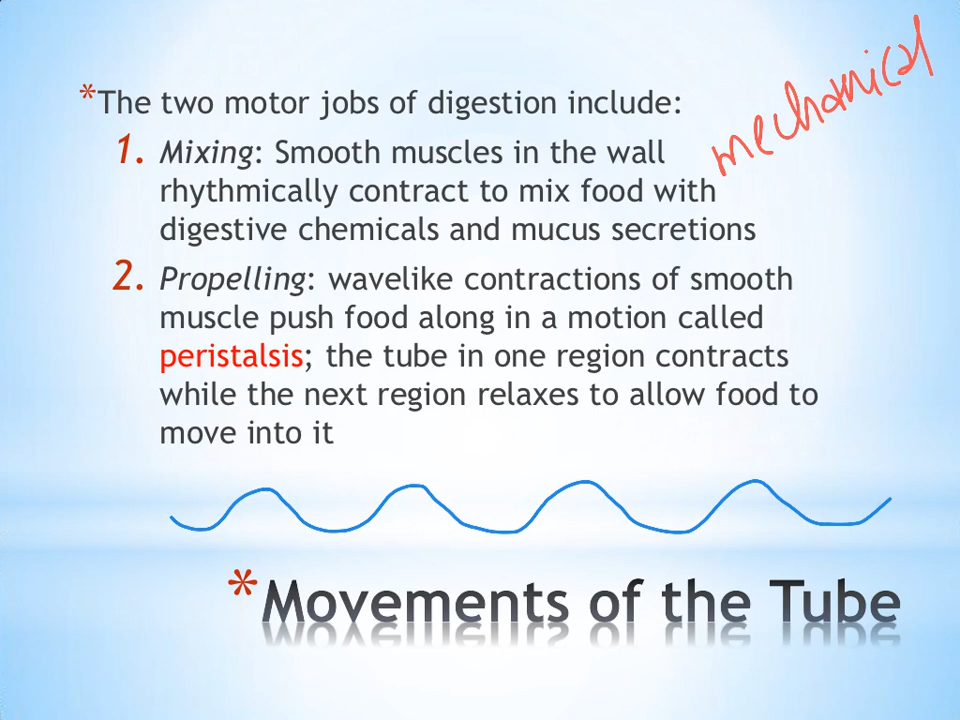 mechanical
*The two motor jobs of digestion include:
1. Mixing: Smooth muscles in the wall
rhythmically contract to mix food with
digestive chemicals and mucus secretions
2. Propelling: wavelike contractions of smooth
muscle push food along in a motion called
peristalsis; the tube in one region contracts
while the next region relaxes to allow food to
move into it
*Movements of the Tube